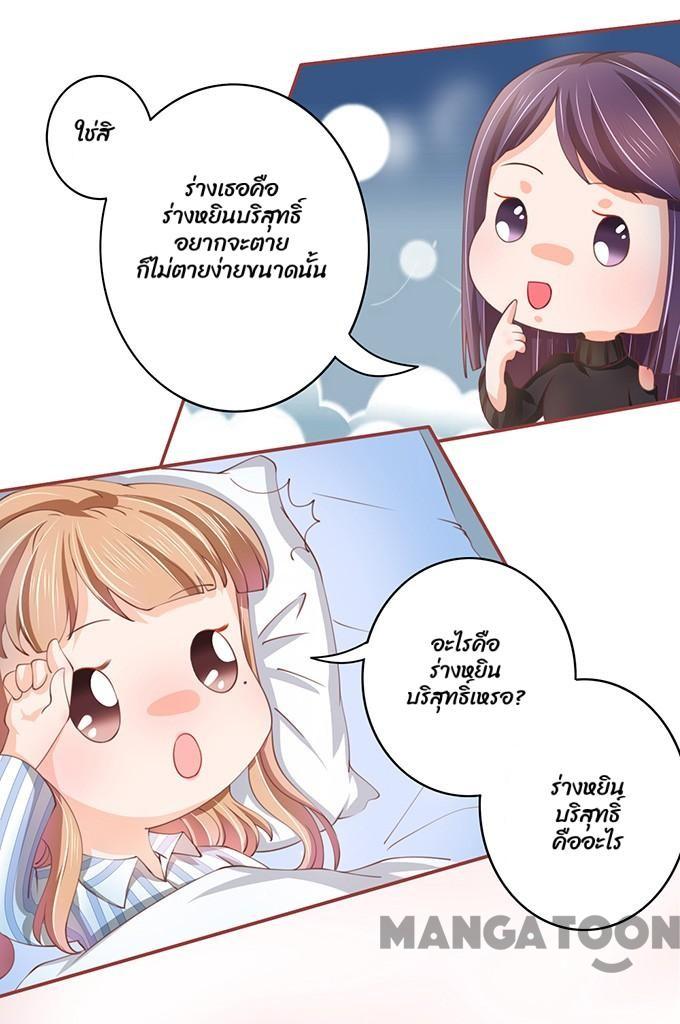 ใช่สิ
ร่างเธอคือ
ร่างหยินบริสุทธิ์
อยากจะตาย
ก็ไม่ตายง่ายขนาดนั้น
อะไรคือ
ร่างหยิน
บริสุทธิ์เหรอ?
ร่างหยิน
บริสุทธิ์
คืออะไร
MANGATOON